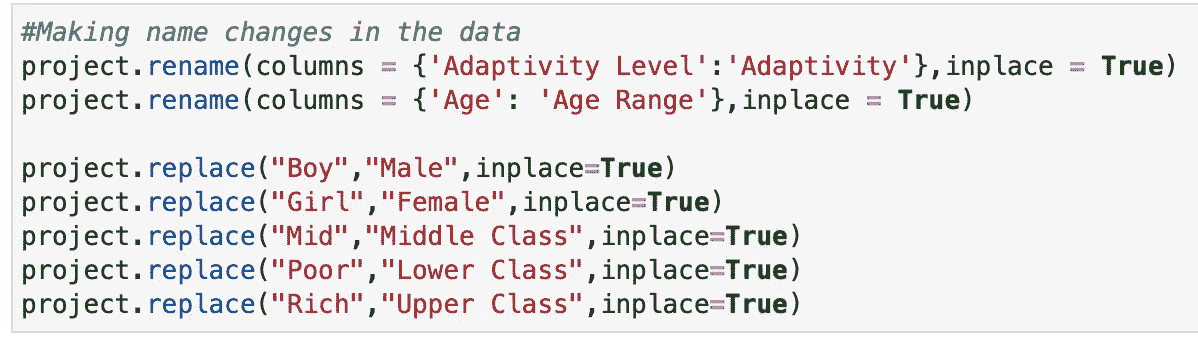 #Making name changes in the data
project.rename(columns = {'Adaptivity Level':'Adaptivity'},inplace = True)
project.rename(columns = {'Age': 'Age Range'},inplace = True)
project.replace("Boy","Male",inplace=True)
project.replace("Girl","Female",inplace=True)
project.replace("Mid","Middle Class",inplace=True)
project.replace("Poor","Lower Class",inplace=True)
project.replace("Rich","Upper Class",inplace=True)